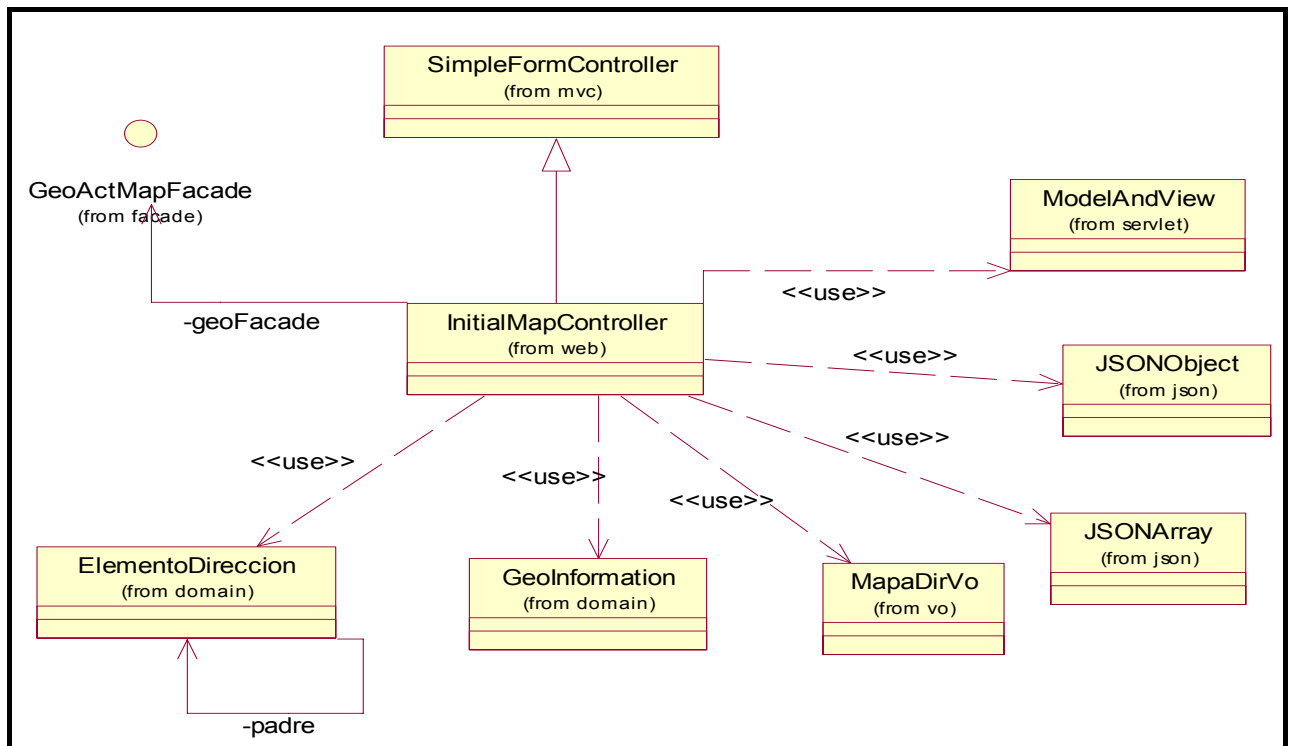 SimpleFormController
(from mvc)
GeoActMapFacade
(from facade)
ModelAndView
(from servlet)
<<use>>
-geoFacade
InitialMapController
(from web)
<<use>>
JSONObject
(from json)
<<use>>
<<use>>
<<use>>
<<use>>
JSONArray
(from json)
ElementoDireccion
(from domain)
GeoInformation
(from domain)
MapaDirVo
(from vo)
-padre